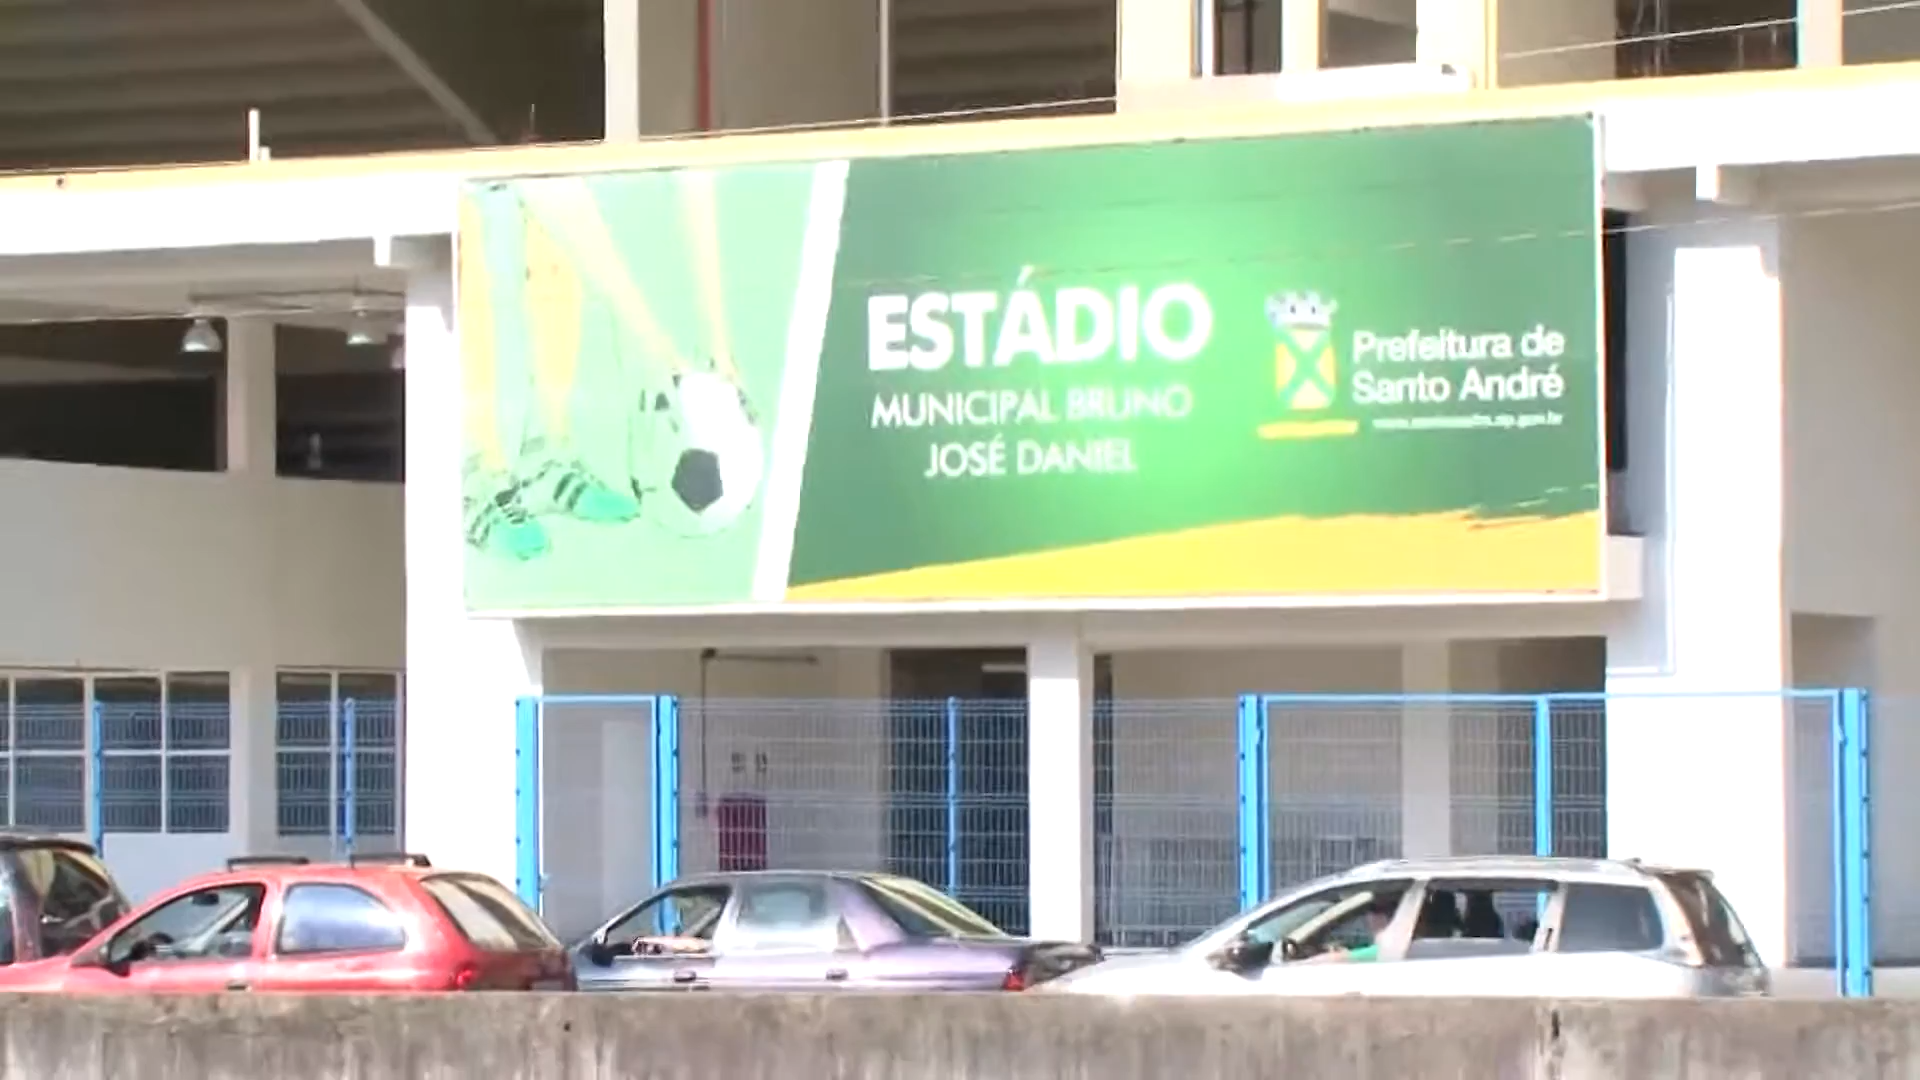 ESTÁDIO
MUNICIPAL BRUNO
JOSÉ DANIEL
Prefeitura de
Santo André